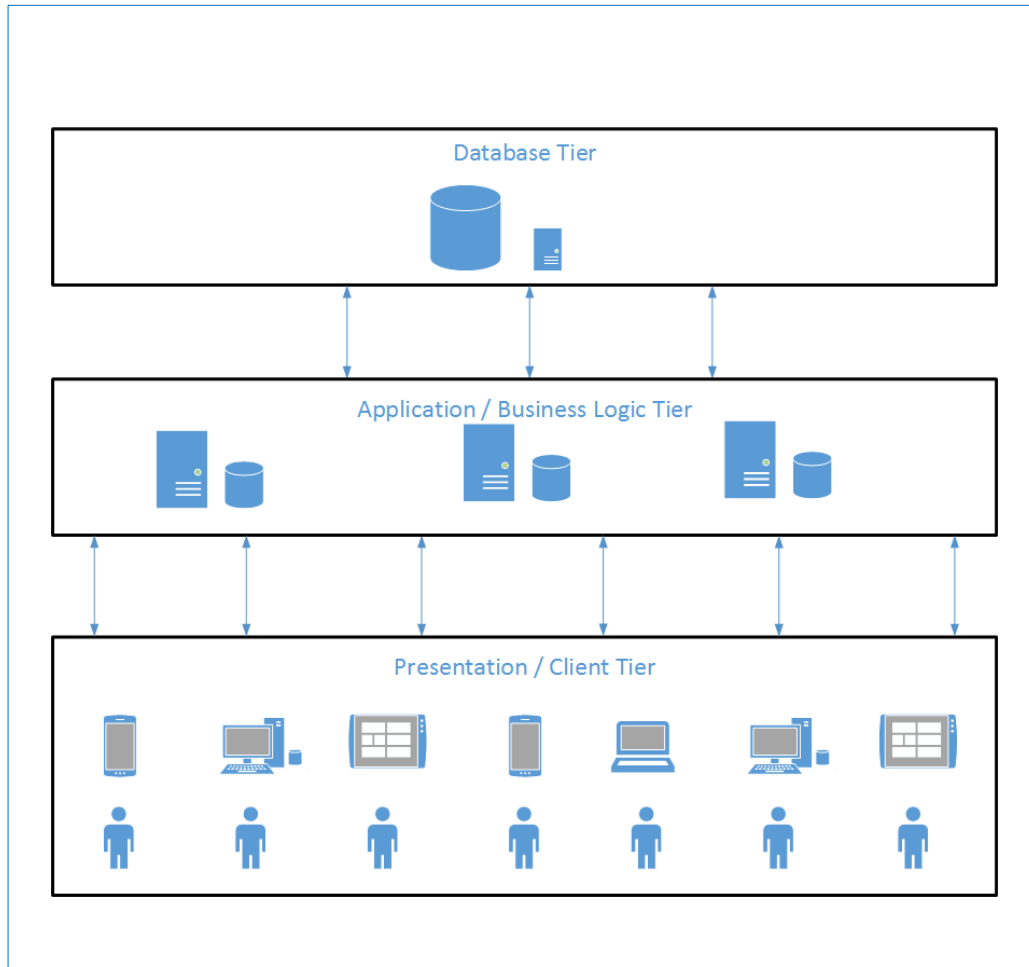 Database Tier
Application / Business Logic Tier
Presentation / Client Tier